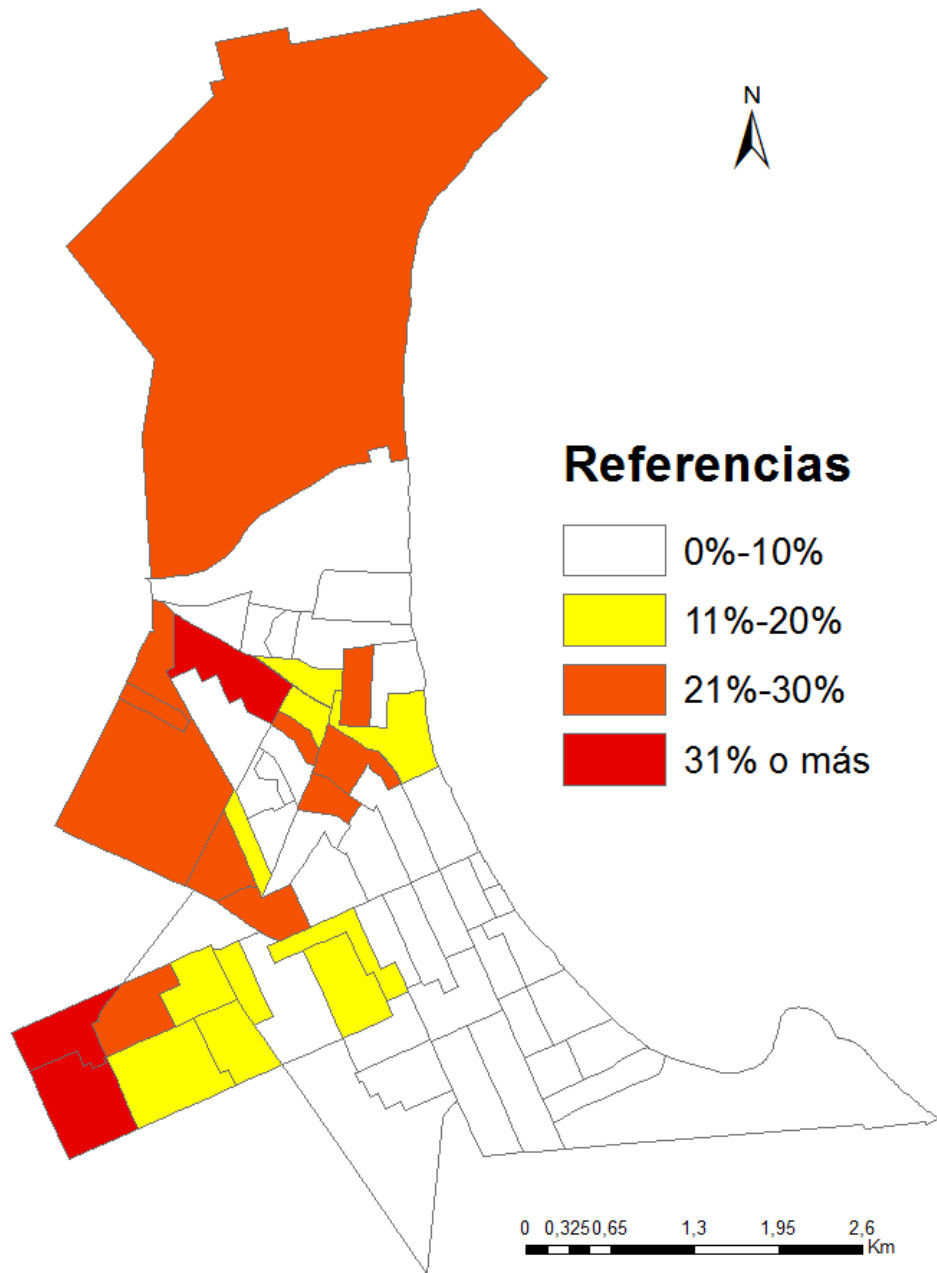 N
Referencias
0%-10%
11%-20%
21%-30%
31% o más
0 0,325 0,65 1,3 1,95 2,6
Km